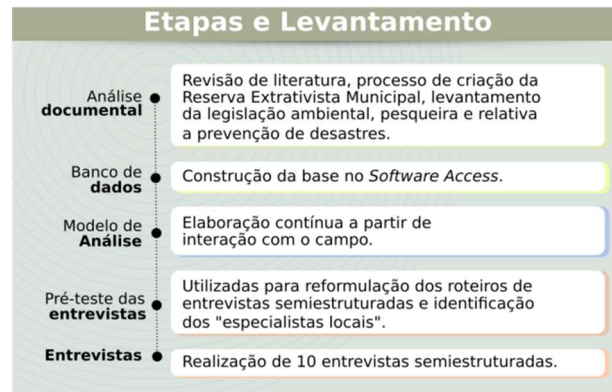 Etapas e Levantamento
Análise
documental
Revisão de literatura, processo de criação da
Reserva Extrativista Municipal, levantamento
da legislação ambiental, pesqueira e relativa
a prevenção de desastres.
Banco de
dados
Construção da base no Software Access.
Modelo de
Análise
Elaboração contínua a partir de
interação com o campo.
Pré-teste das
entrevistas
Utilizadas para reformulação dos roteiros de
entrevistas semiestruturadas e identificação
dos "especialistas locais".
Entrevistas
Realização de 10 entrevistas semiestruturadas.